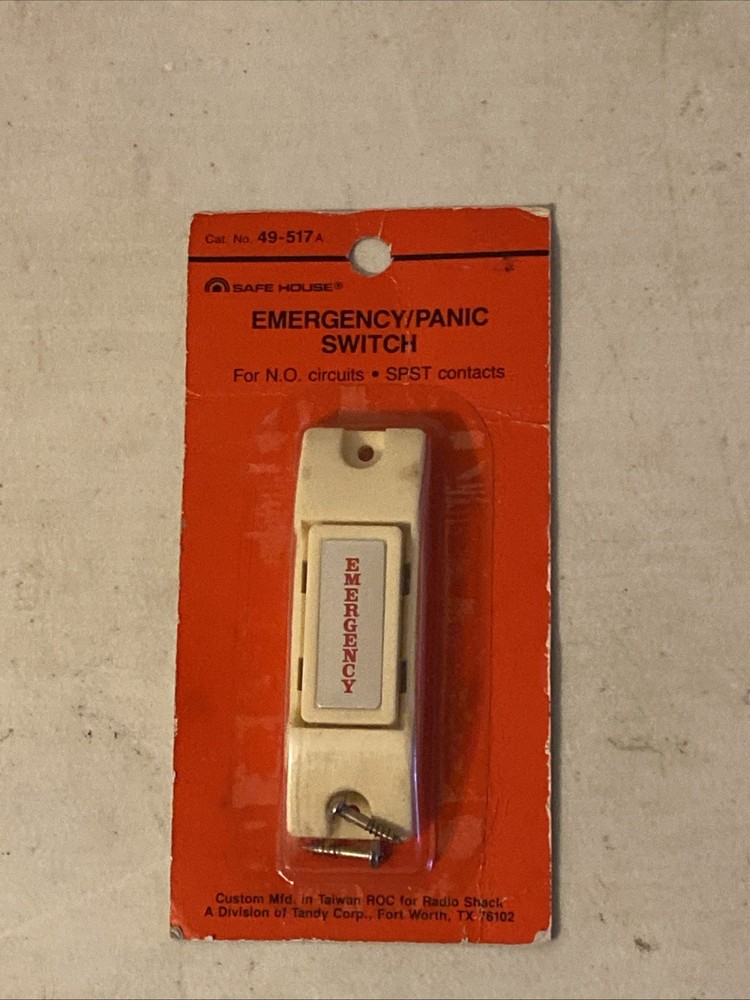 Cat. No. 49-517A
SAFE HOUSE®
EMERGENCY/PANIC
SWITCH
For N.O. circuits • SPST contacts
EMERGENCY
Custom Mfd. in Taiwan ROC for Radio Shack
A Division of Tandy Corp., Fort Worth, TX 76102